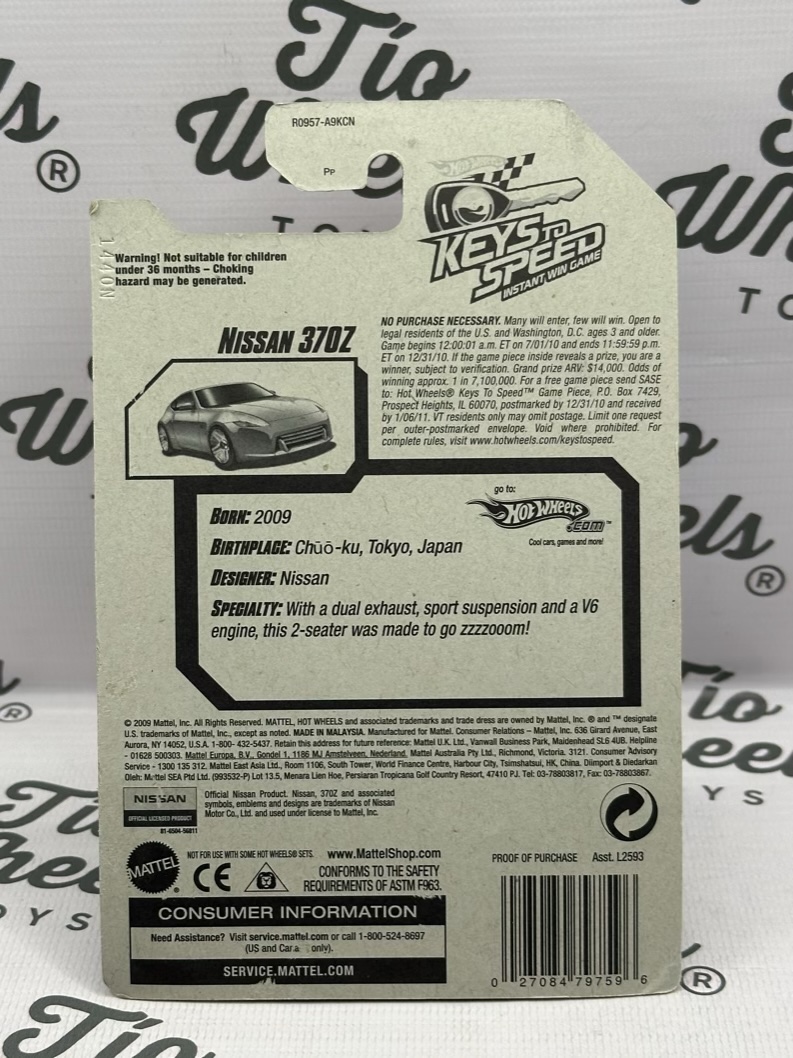 Tío
Wheels
®
TOYS
R0957-A9KCN
Pp
HOT WHEELS
KEYS TO
SPEED
INSTANT WIN GAME
1440N
Warning! Not suitable for children
under 36 months – Choking
hazard may be generated.
NO PURCHASE NECESSARY. Many will enter, few will win. Open to
legal residents of the U.S. and Washington, D.C. ages 3 and older.
Game begins 12:00:01 a.m. ET on 7/01/10 and ends 11:59:59 p.m.
ET on 12/31/10. If the game piece inside reveals a prize, you are a
winner, subject to verification. Grand prize ARV: $14,000. Odds of
winning approx. 1 in 7,100,000. For a free game piece send SASE
to: Hot Wheels® Keys To Speed™ Game Piece, P.O. Box 7429,
Prospect Heights, IL 60070, postmarked by 12/31/10 and received
by 1/06/11. VT residents only may omit postage. Limit one request
per outer-postmarked envelope. Void where prohibited. For
complete rules, visit www.hotwheels.com/keystospeed.
NISSAN 370Z
go to:
HOT WHEELS
.COM™
Cool cars, games and more!
BORN: 2009
BIRTHPLACE: Chūō-ku, Tokyo, Japan
DESIGNER: Nissan
SPECIALTY: With a dual exhaust, sport suspension and a V6
engine, this 2-seater was made to go zzzzooom!
© 2009 Mattel, Inc. All Rights Reserved. MATTEL, HOT WHEELS and associated trademarks and trade dress are owned by Mattel, Inc. ® and ™ designate
U.S. trademarks of Mattel, Inc., except as noted. MADE IN MALAYSIA. Manufactured for Mattel. Consumer Relations – Mattel, Inc. 636 Girard Avenue, East
Aurora, NY 14052, U.S.A. 1-800- 432-5437. Retain this address for future reference: Mattel U.K. Ltd., Vanwall Business Park, Maidenhead SL6 4UB. Helpline
- 01628 500303. Mattel Europa, B.V., Gondel 1, 1186 MJ Amstelveen, Nederland. Mattel Australia Pty Ltd., Richmond, Victoria. 3121. Consumer Advisory
Service - 1300 135 312. Mattel East Asia Ltd., Room 1106, South Tower, World Finance Centre, Harbour City, Tsimshatsui, HK, China. Diimport & Diedarkan
Oleh: Mattel SEA Ptd Ltd. (993532-P) Lot 13.5, Menara Lien Hoe, Persiaran Tropicana Golf Country Resort, 47410 PJ. Tel: 03-78803817, Fax: 03-78803867.
NISSAN
OFFICIAL LICENSED PRODUCT
01-0504-56011
Official Nissan Product. Nissan, 370Z and associated
symbols, emblems and designs are trademarks of Nissan
Motor Co., Ltd. and used under license to Mattel, Inc.
MATTEL®
NOT FOR USE WITH SOME HOT WHEELS® SETS. www.MattelShop.com
CE
CONFORMS TO THE SAFETY
REQUIREMENTS OF ASTM F963.
PROOF OF PURCHASE Asst. L2593
CONSUMER INFORMATION
Need Assistance? Visit service.mattel.com or call 1-800-524-8697
(US and only).
SERVICE.MATTEL.COM
0 27084 79759 6